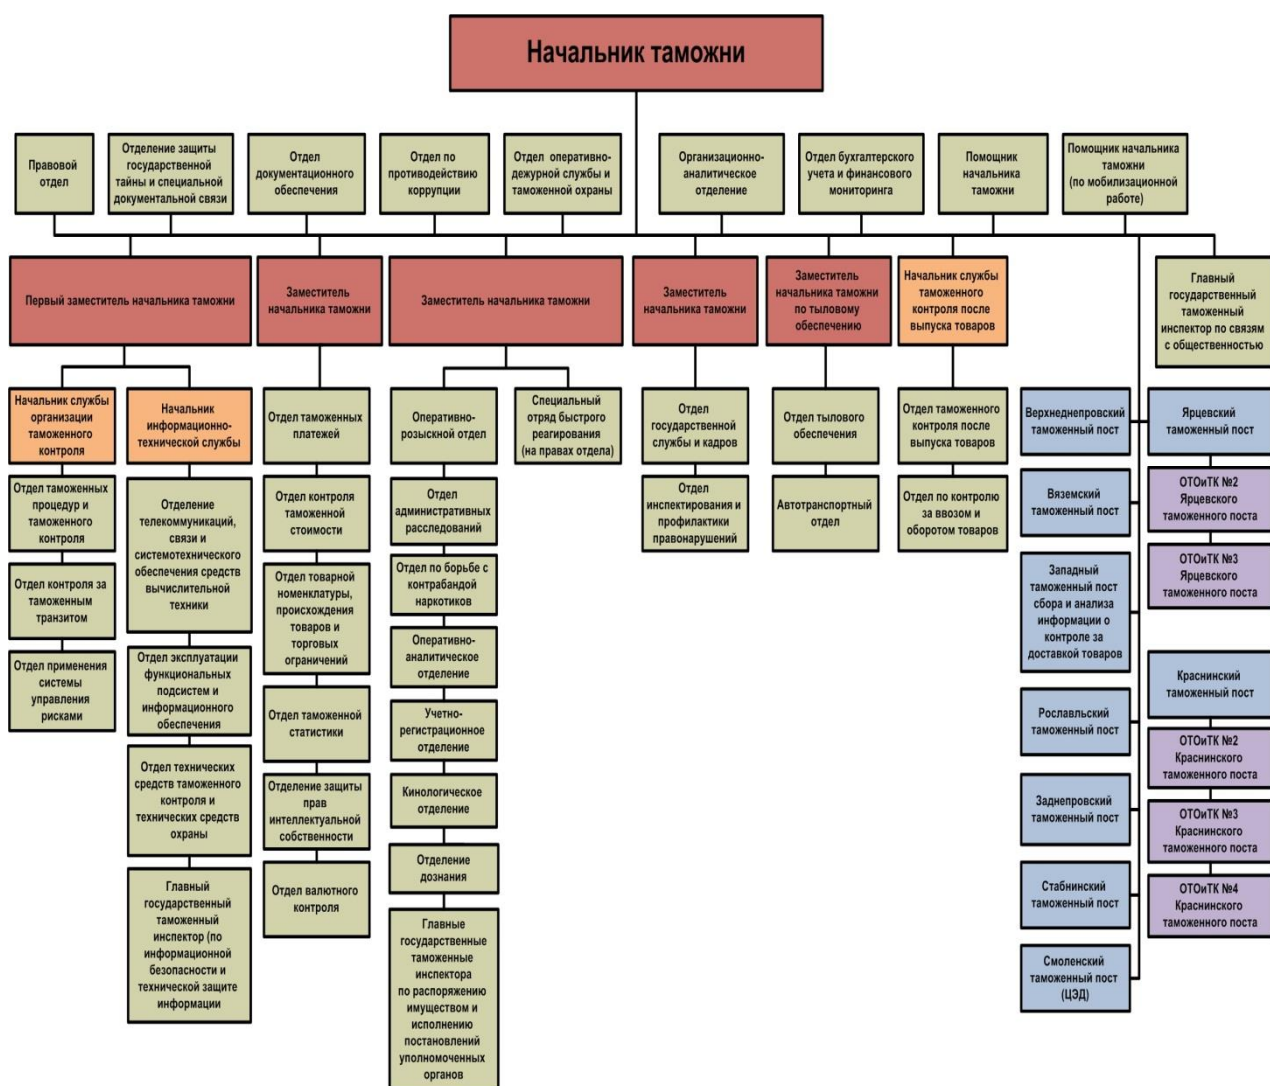 Начальник таможни
Правовой
отдел
Отделение защиты
государственной
тайны и специальной
документальной связи
Отдел
документационного
обеспечения
Отдел по
противодействию
коррупции
Отдел оперативно-
дежурной службы и
таможенной охраны
Организационно-
аналитическое
отделение
Отдел бухгалтерского
учета и финансового
мониторинга
Помощник
начальника
таможни
Помощник начальника
таможни
(по мобилизационной
работе)
Первый заместитель начальника таможни
Заместитель
начальника таможни
Заместитель начальника таможни
Заместитель
начальника таможни
Заместитель
начальника таможни
по тыловому
обеспечению
Начальник службы
таможенного
контроля после
выпуска товаров
Главный
государственный
таможенный
инспектор по связям
с общественностью
Начальник службы
организации
таможенного
контроля
Отдел таможенных
процедур и
таможенного
контроля
Отдел контроля за
таможенным
транзитом
Отдел применения
системы
управления
рисками
Начальник
информационно-
технической службы
Отделение
телекоммуникаций,
связи и
системотехнического
обеспечения средств
вычислительной
техники
Отдел эксплуатации
функциональных
подсистем и
информационного
обеспечения
Отдел технических
средств таможенного
контроля и
технических средств
охраны
Главный
государственный
таможенный
инспектор (по
информационной
безопасности и
технической защите
информации
Отдел таможенных
платежей
Отдел контроля
таможенной
стоимости
Отдел товарной
номенклатуры,
происхождения
товаров и
торговых
ограничений
Отдел таможенной
статистики
Отделение защиты
прав
интеллектуальной
собственности
Отдел валютного
контроля
Оперативно-
розыскной отдел
Специальный
отряд быстрого
реагирования
(на правах отдела)
Отдел
административных
расследований
Отдел по борьбе с
контрабандой
наркотиков
Оперативно-
аналитическое
отделение
Учетно-
регистрационное
отделение
Кинологическое
отделение
Отделение
дознания
Главные
государственные
таможенные
инспектора
по распоряжению
имуществом и
исполнению
постановлений
уполномоченных
органов
Отдел
государственной
службы и кадров
Отдел
инспектирования и
профилактики
правонарушений
Отдел тылового
обеспечения
Автотранспортный
отдел
Отдел таможенного
контроля после
выпуска товаров
Отдел по контролю
за ввозом и
оборотом товаров
Верхнеднепровский
таможенный пост
Вяземский
таможенный пост
Западный
таможенный пост
сбора и анализа
информации о
контроле за
доставкой товаров
Рославльский
таможенный пост
Заднепровский
таможенный пост
Стабнинский
таможенный пост
Смоленский
таможенный пост
(ЦЭД)
Ярцевский
таможенный пост
ОТОиТК №2
Ярцевского
таможенного поста
ОТОиТК №3
Ярцевского
таможенного поста
Краснинский
таможенный пост
ОТОиТК №2
Краснинского
таможенного поста
ОТОиТК №3
Краснинского
таможенного поста
ОТОиТК №4
Краснинского
таможенного поста